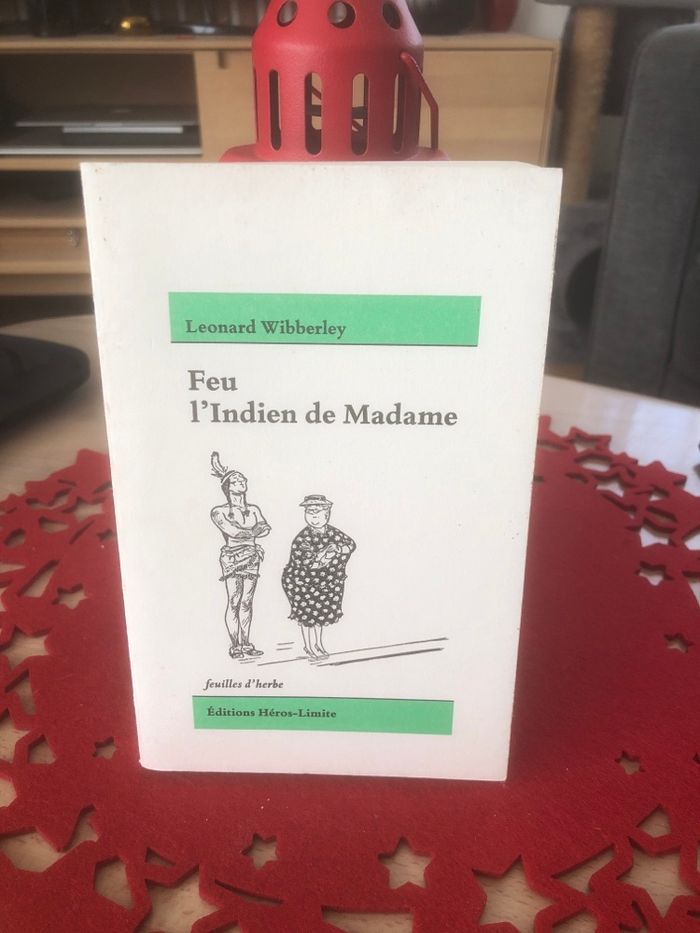 Leonard Wibberley
Feu
l’Indien de Madame
feuilles d’herbe
Éditions Héros-Limite